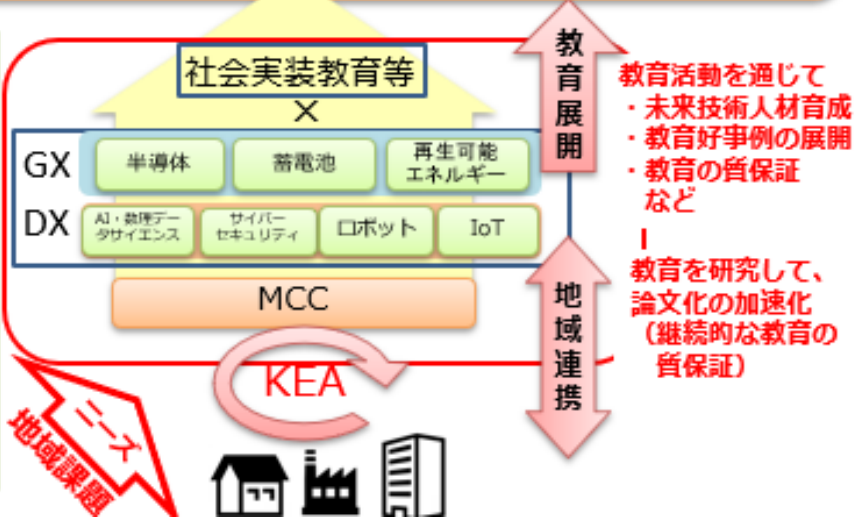 社会実装教育等
×
GX
半導体
蓄電池
再生可能
エネルギー
DX
AI・数理デー
タサイエンス
サイバー
セキュリティ
ロボット
IoT
MCC
KEA
ニーズ
地域課題
教育展開
地域連携
教育活動を通じて
・未来技術人材育成
・教育好事例の展開
・教育の質保証
など
教育を研究して、
論文化の加速化
（継続的な教育の
質保証）